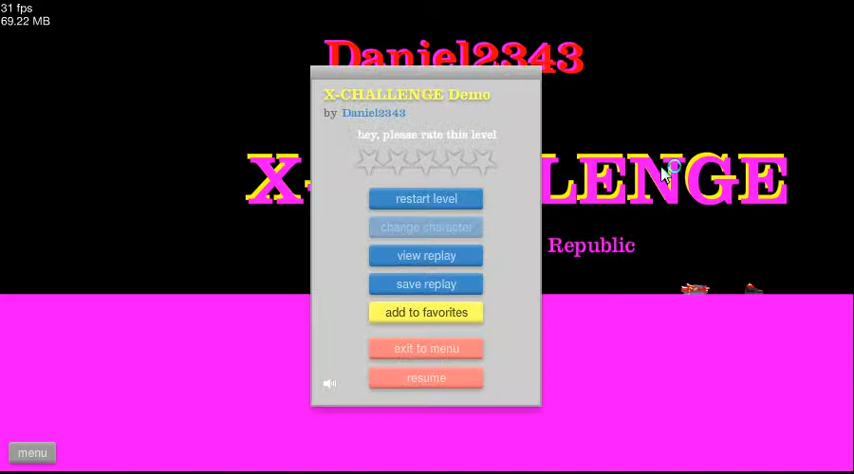 31 fps
69.22 MB
Daniel2343
X-CHALLENGE Demo
by Daniel2343
hey, please rate this level
X- LENGE
restart level
change character
view replay
Republic
save replay
add to favorites
exit to menu
resume
menu